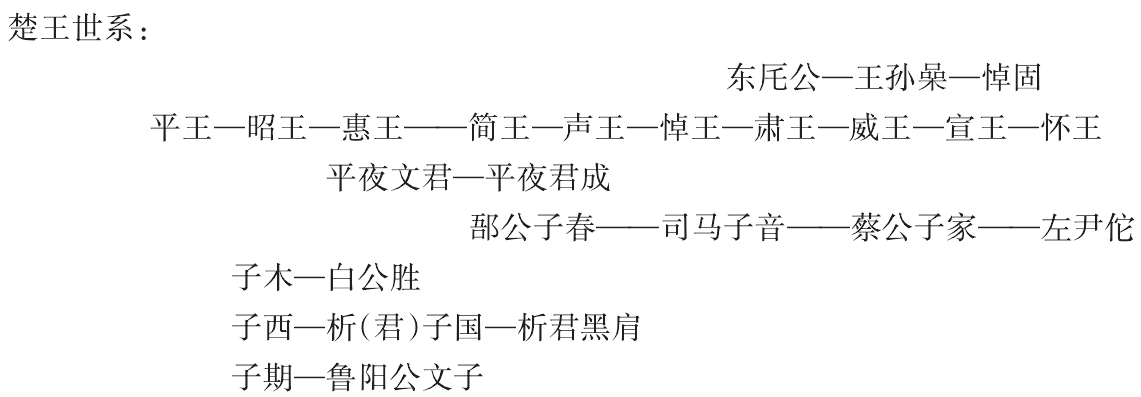 楚王世系：
东厇公—王孙喿—悼固
平王—昭王—惠王——简王—声王—悼王—肃王—威王—宣王—怀王
平夜文君—平夜君成
郚公子春——司马子音——蔡公子家——左尹佗
子木—白公胜
子西—析（君）子国—析君黑肩
子期—鲁阳公文子